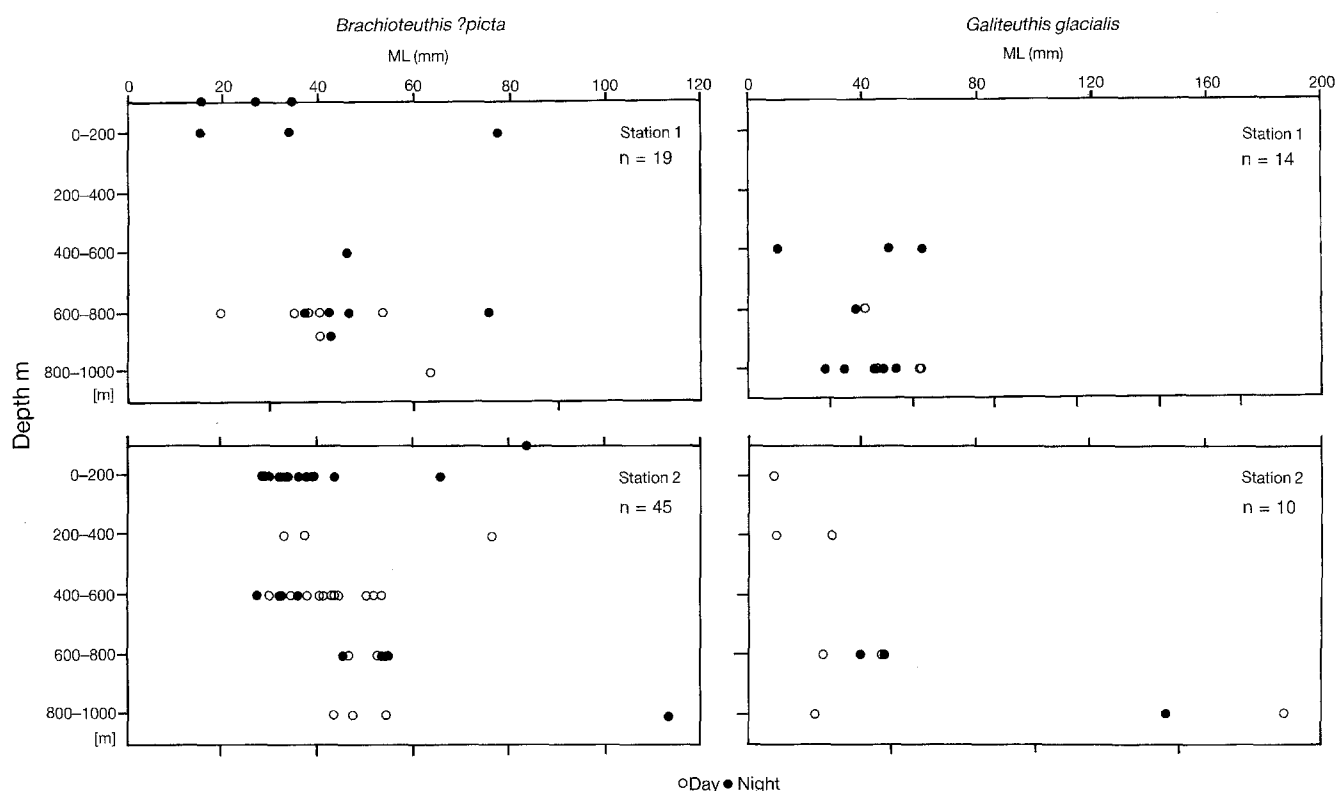 Brachioteuthis ?picta
ML (mm)
0 20 40 60 80 100 120
Galiteuthis glacialis
ML (mm)
0 40 80 120 160 200
Depth m
0–200
200–400
400–600
600–800
800–1000
[m]
Station 1
n = 19
Station 1
n = 14
0–200
200–400
400–600
600–800
800–1000
[m]
Station 2
n = 45
Station 2
n = 10
○Day ● Night